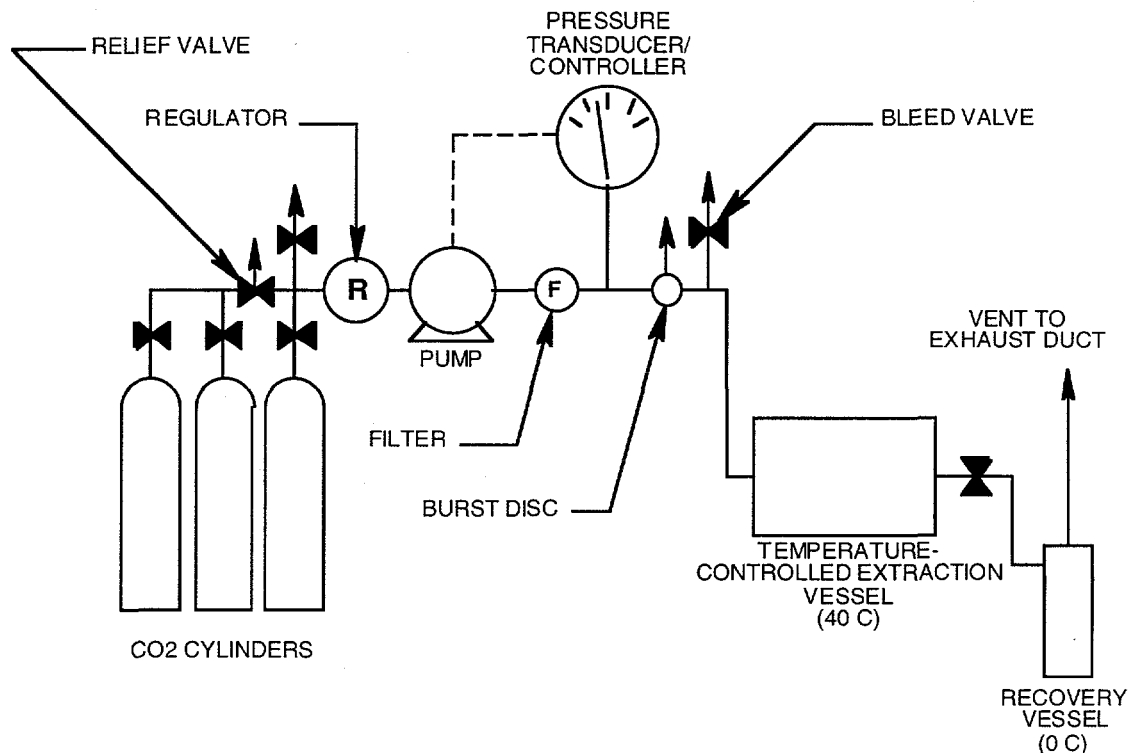 PRESSURE
TRANSDUCER/
CONTROLLER
RELIEF VALVE
REGULATOR
BLEED VALVE
R
F
PUMP
VENT TO
EXHAUST DUCT
FILTER
BURST DISC
TEMPERATURE-
CONTROLLED EXTRACTION
VESSEL
(40 C)
CO2 CYLINDERS
RECOVERY
VESSEL
(0 C)